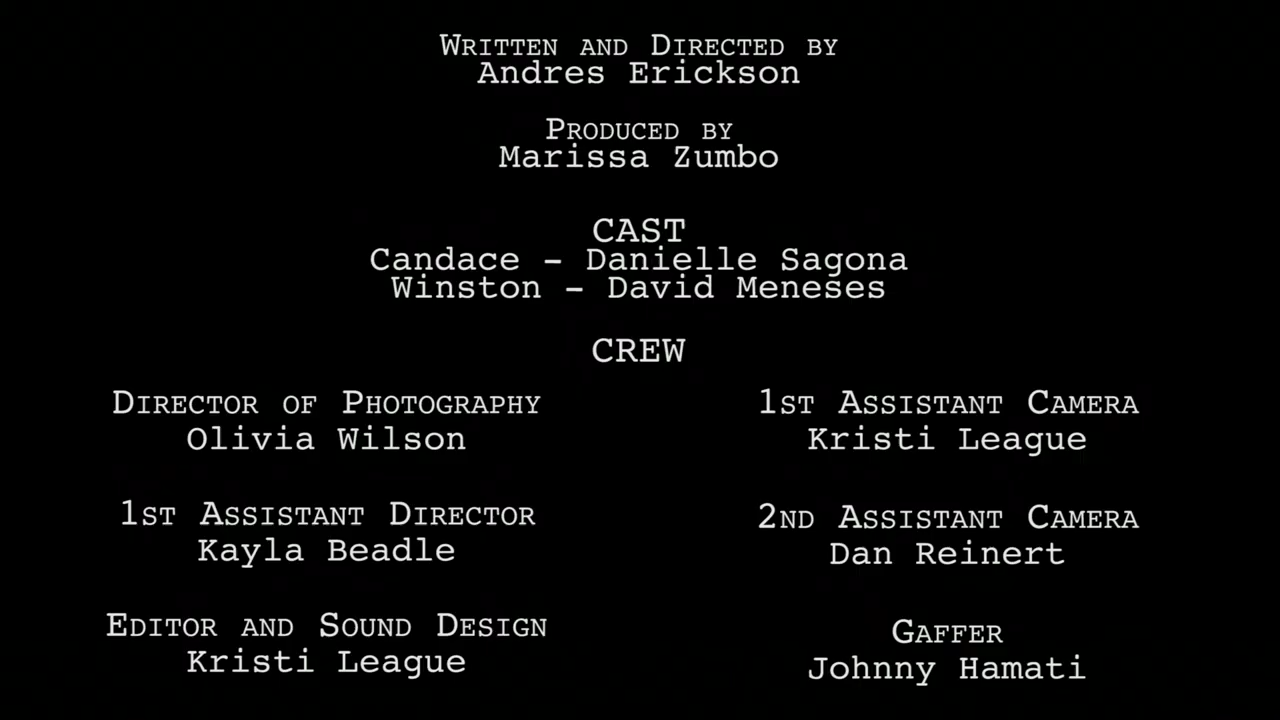 Written and Directed by
Andres Erickson
Produced by
Marissa Zumbo
CAST
Candace - Danielle Sagona
Winston - David Meneses
CREW
Director of Photography
Olivia Wilson
1st Assistant Director
Kayla Beadle
Editor and Sound Design
Kristi League
1st Assistant Camera
Kristi League
2nd Assistant Camera
Dan Reinert
Gaffer
Johnny Hamati